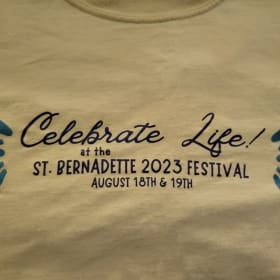 Celebrate Life!
at the
ST. BERNADETTE 2023 FESTIVAL
AUGUST 18TH & 19TH